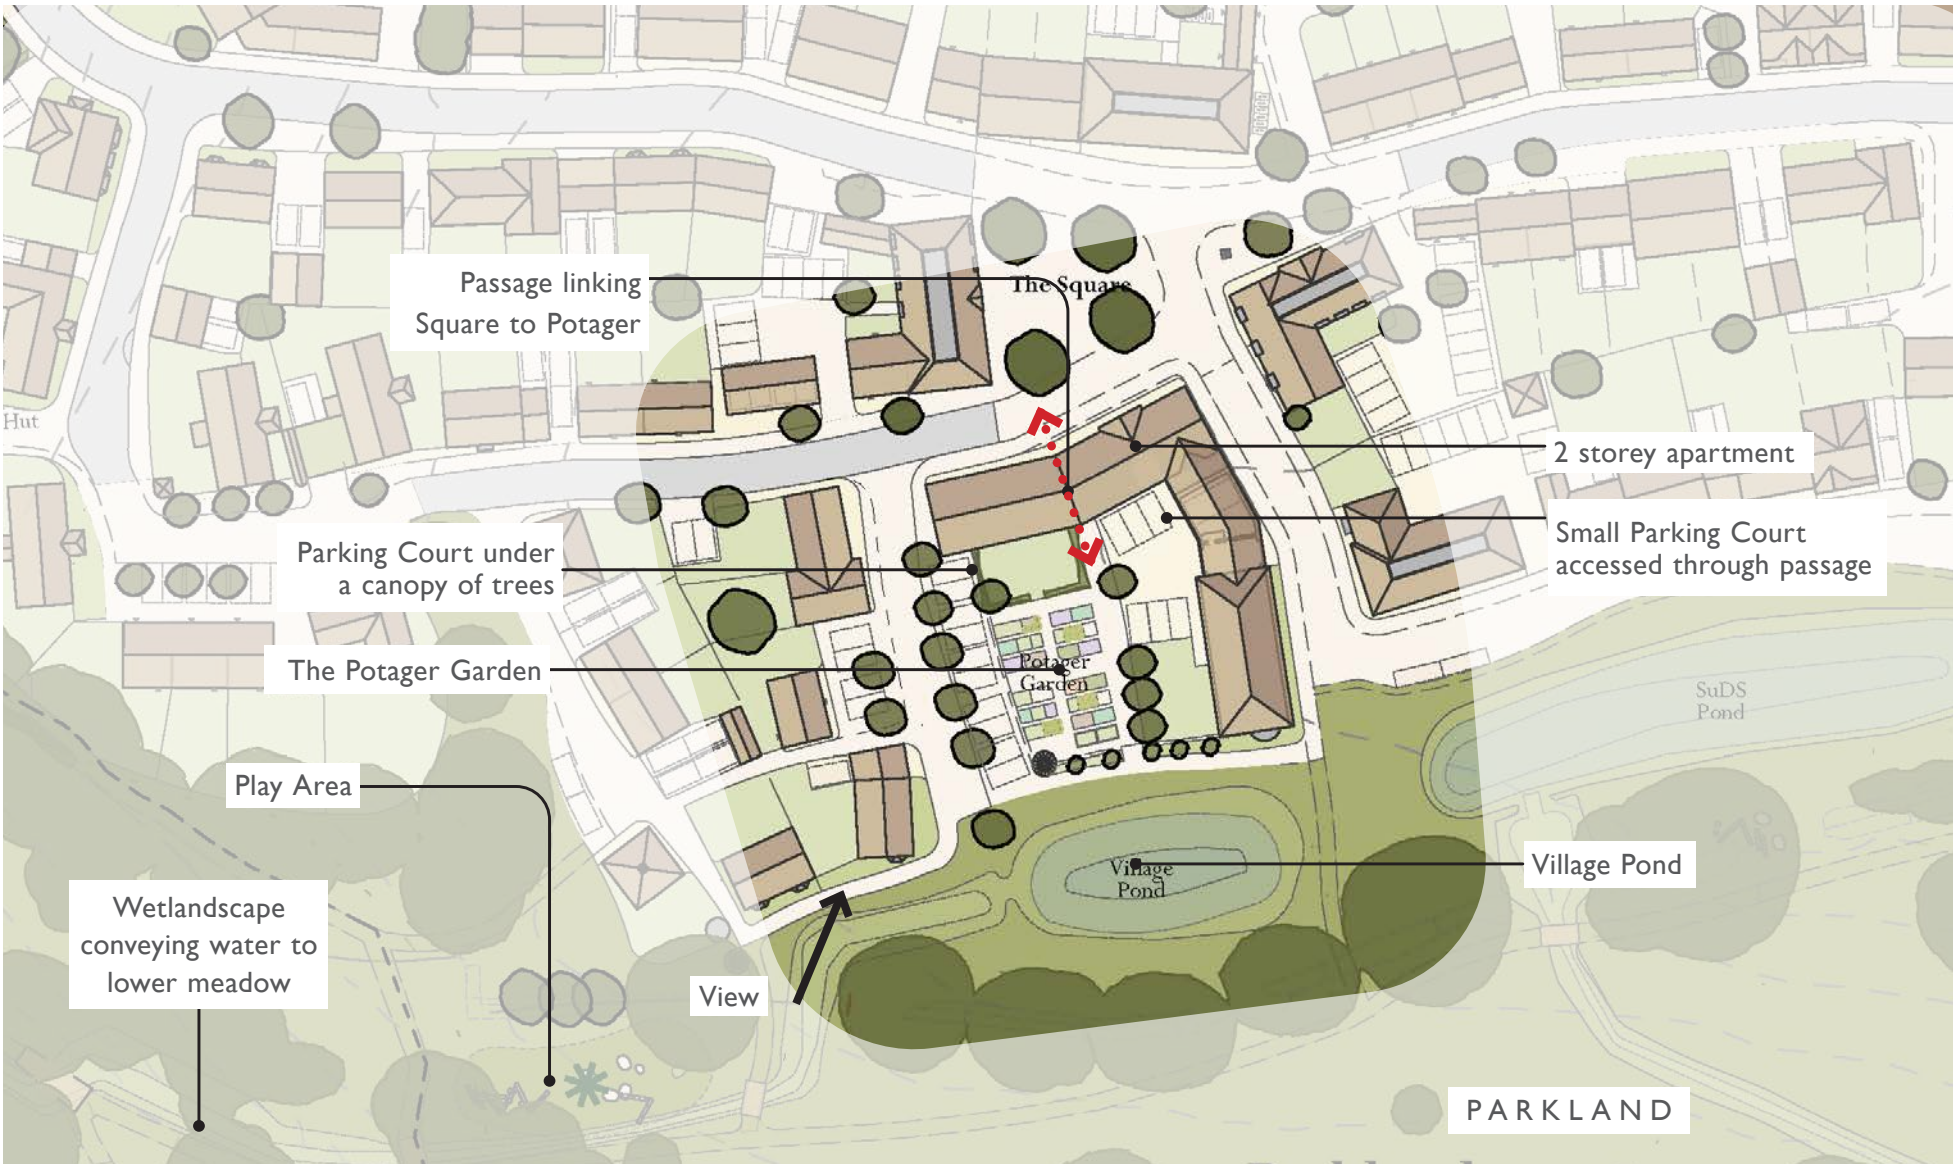 The Square
Passage linking
Square to Potager
Hut
2 storey apartment
Small Parking Court
accessed through passage
Parking Court under
a canopy of trees
The Potager Garden
Potager
Garden
SuDS
Pond
Play Area
Village
Pond
Village Pond
Wetlandscape
conveying water to
lower meadow
View
PARKLAND